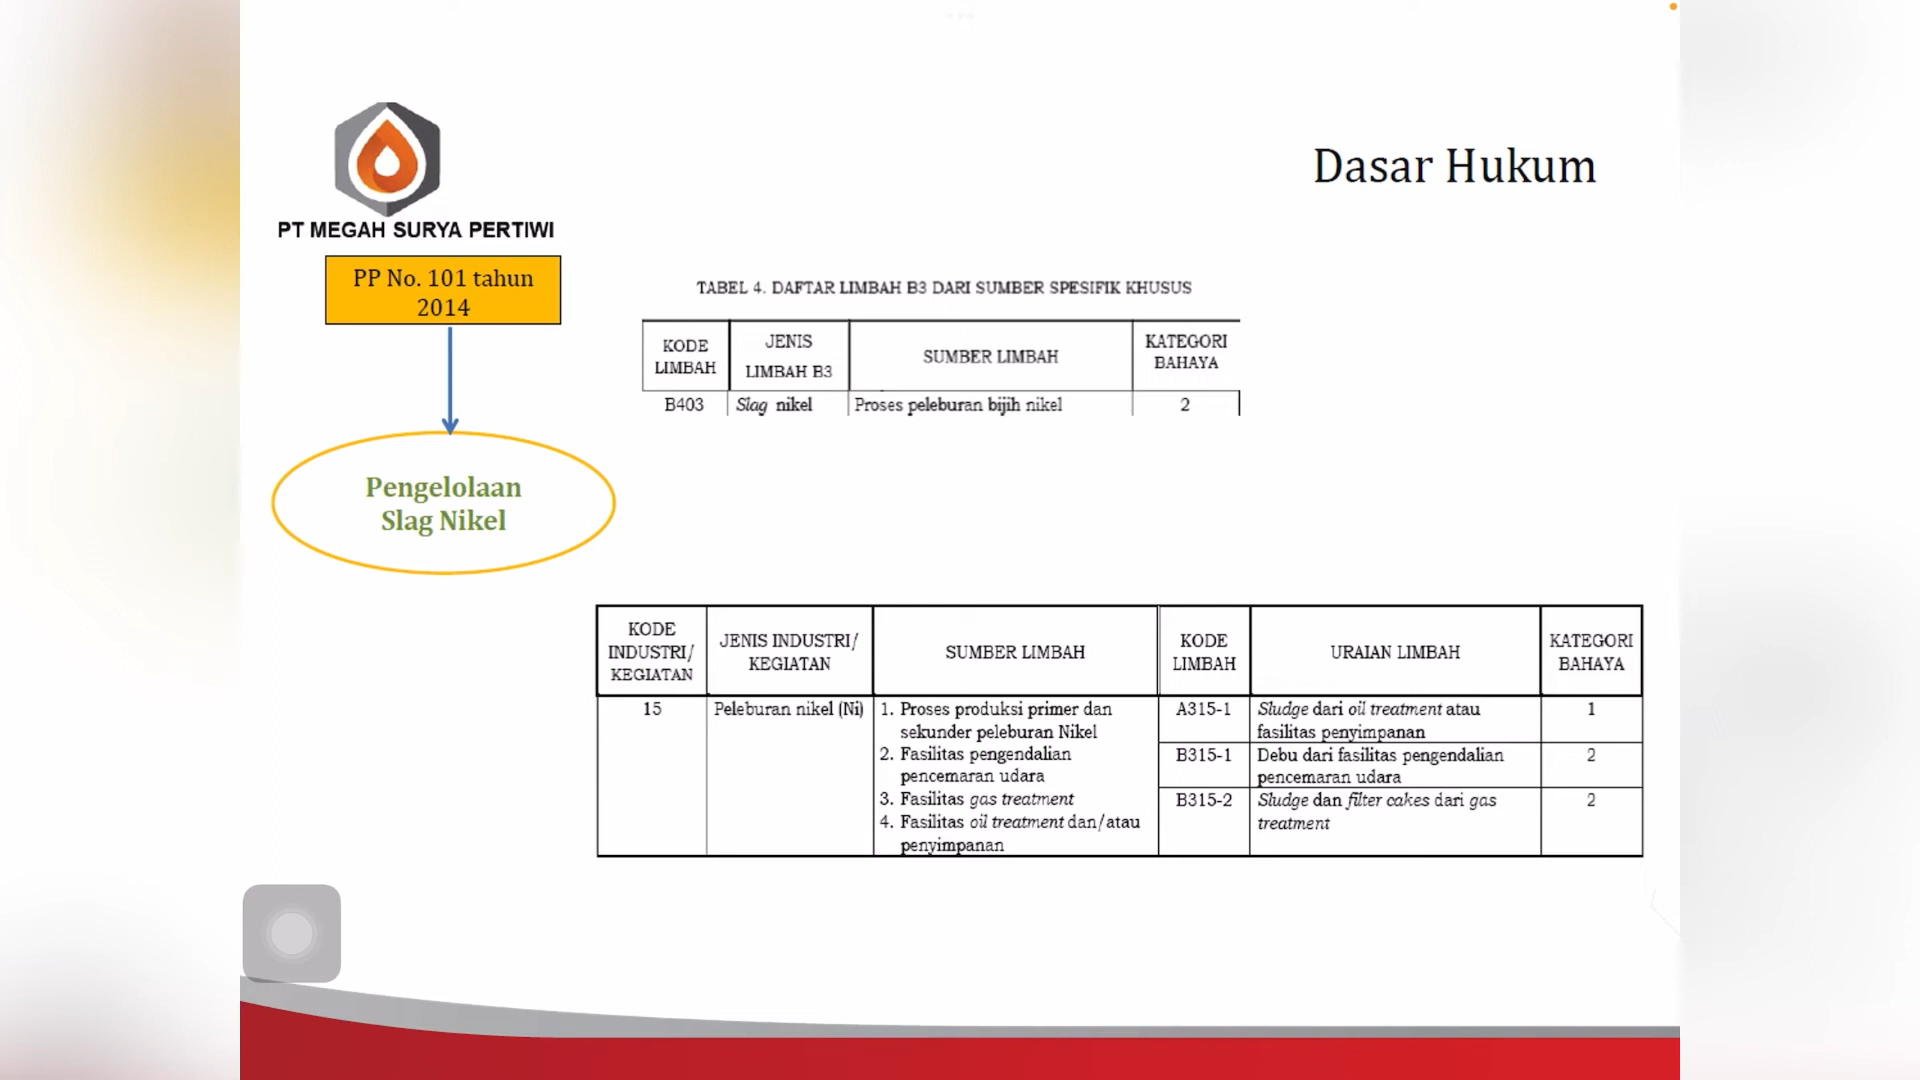 Dasar Hukum
PT MEGAH SURYA PERTIWI
PP No. 101 tahun
2014
Pengelolaan
Slag Nikel
TABEL 4. DAFTAR LIMBAH B3 DARI SUMBER SPESIFIK KHUSUS
KODE
LIMBAH
JENIS
LIMBAH B3
SUMBER LIMBAH
KATEGORI
BAHAYA
B403
Slag nikel
Proses peleburan bijih nikel
2
KODE
INDUSTRI/
KEGIATAN
JENIS INDUSTRI/
KEGIATAN
SUMBER LIMBAH
KODE
LIMBAH
URAIAN LIMBAH
KATEGORI
BAHAYA
15
Peleburan nikel (Ni)
1. Proses produksi primer dan
sekunder peleburan Nikel
2. Fasilitas pengendalian
pencemaran udara
3. Fasilitas gas treatment
4. Fasilitas oil treatment dan/atau
penyimpanan
A315-1
Sludge dari oil treatment atau
fasilitas penyimpanan
1
B315-1
Debu dari fasilitas pengendalian
pencemaran udara
2
B315-2
Sludge dan filter cakes dari gas
treatment
2